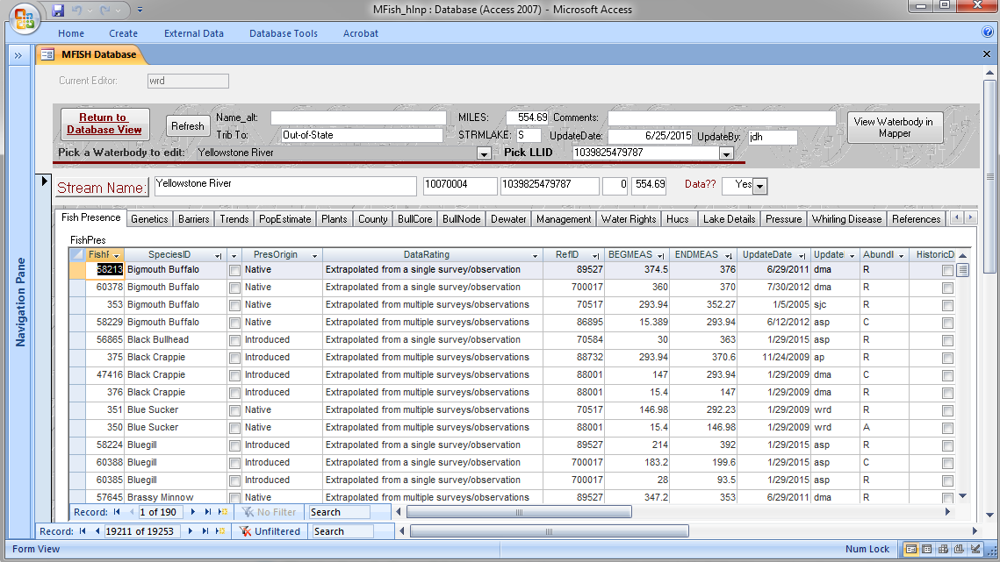 MFish_hlnp : Database (Access 2007) - Microsoft Access
Home Create External Data Database Tools Acrobat
MFISH Database
Current Editor: wrd
Return to Database View Refresh Name_alt: MILES: 554.69 Comments: View Waterbody in Mapper
Trib To: Out-of-State STRMLAKE: S UpdateDate: 6/25/2015 UpdateBy: jdh
Pick a Waterbody to edit: Yellowstone River Pick LLID 1039825479787
Stream Name: Yellowstone River 10070004 1039825479787 0 554.69 Data?? Yes
Fish Presence Genetics Barriers Trends PopEstimate Plants County BullCore BullNode Dewater Management Water Rights Hucs Lake Details Pressure Whirling Disease References
FishPres
FishF SpeciesID PresOrigin DataRating RefID BEGMEAS ENDMEAS UpdateDate Update AbundI HistoricD
58213 Bigmouth Buffalo Native Extrapolated from a single survey/observation 89527 374.5 376 6/29/2011 dma R
60378 Bigmouth Buffalo Native Extrapolated from a single survey/observation 700017 360 370 7/30/2012 dma R
353 Bigmouth Buffalo Native Extrapolated from multiple surveys/observations 70517 293.94 352.27 1/5/2005 sjc R
58229 Bigmouth Buffalo Native Extrapolated from multiple surveys/observations 86895 15.389 293.94 6/12/2012 asp C
56865 Black Bullhead Introduced Extrapolated from a single survey/observation 70584 30 363 1/29/2015 asp R
375 Black Crappie Introduced Extrapolated from multiple surveys/observations 88732 293.94 370.6 11/24/2009 ap R
47416 Black Crappie Introduced Extrapolated from multiple surveys/observations 88001 147 293.94 1/29/2009 dma C
376 Black Crappie Introduced Extrapolated from multiple surveys/observations 88001 15.4 147 1/29/2009 dma R
351 Blue Sucker Native Extrapolated from multiple surveys/observations 70517 146.98 292.23 1/29/2009 wrd R
350 Blue Sucker Native Extrapolated from multiple surveys/observations 88001 15.4 146.98 1/29/2009 wrd A
58224 Bluegill Introduced Extrapolated from a single survey/observation 89527 214 392 1/29/2015 asp R
60388 Bluegill Introduced Extrapolated from a single survey/observation 700017 183.2 199.6 1/29/2015 asp C
60385 Bluegill Introduced Extrapolated from a single survey/observation 700017 28 93.5 1/29/2015 asp R
57645 Brassy Minnow Native Extrapolated from a single survey/observation 89527 347.2 353 6/29/2011 dma R
Record: 1 of 190 No Filter Search
Record: 19211 of 19253 Unfiltered Search
Navigation Pane
Form View Num Lock